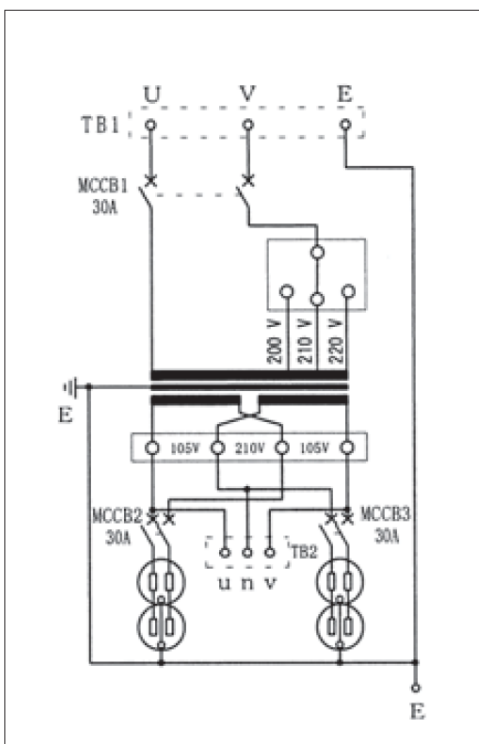 U V E
TB1
MCCB1
30A
200 V 210 V 220 V
E
105V 210V 105V
MCCB2 MCCB3
30A 30A
TB2
u n v
E